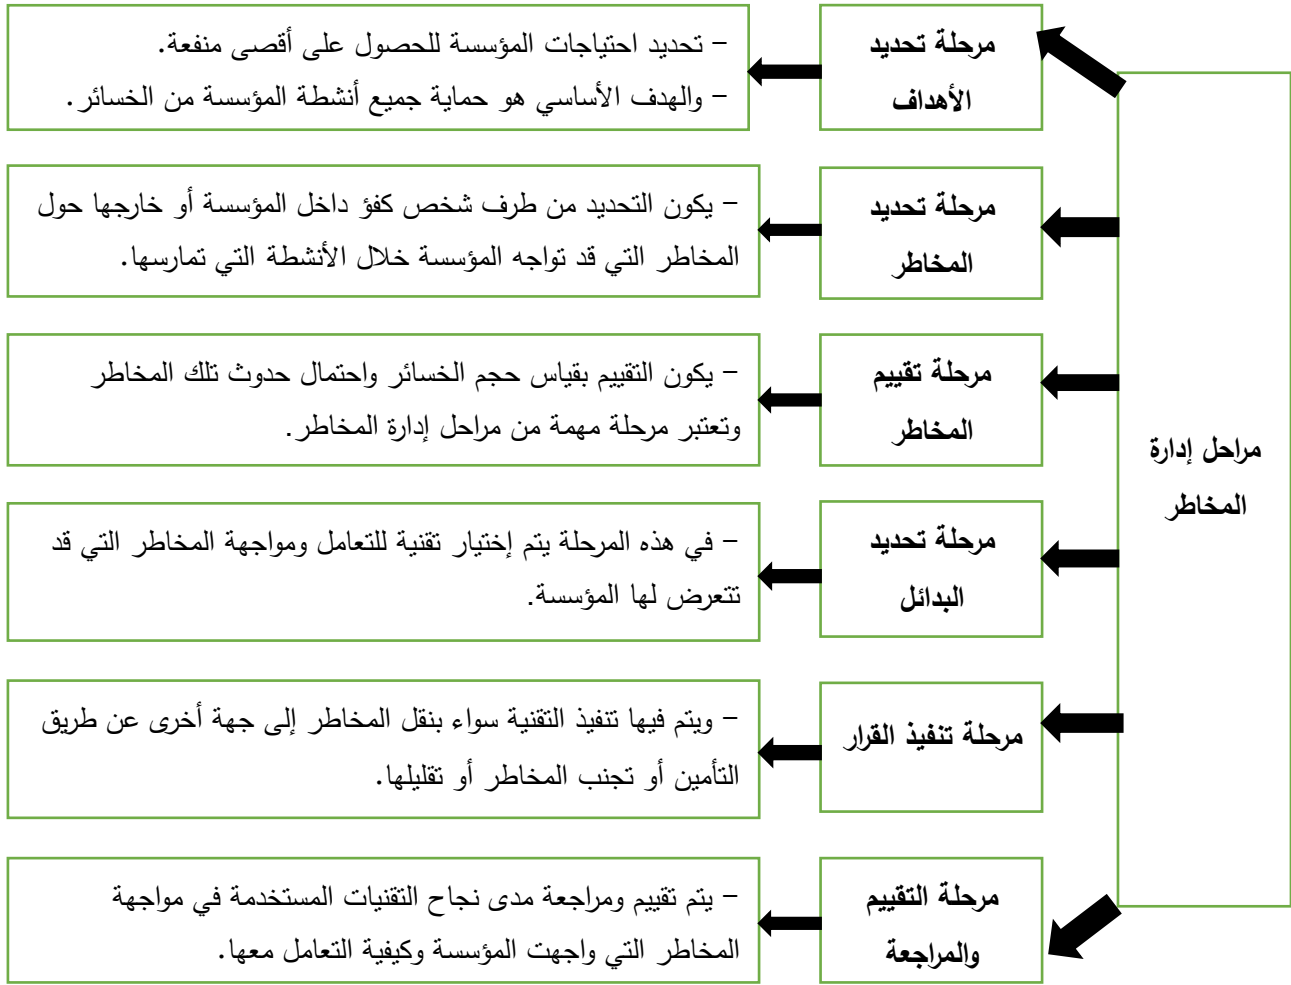 مراحل إدارة
المخاطر
مرحلة تحديد
الأهداف
- تحديد احتياجات المؤسسة للحصول على أقصى منفعة.
- والهدف الأساسي هو حماية جميع أنشطة المؤسسة من الخسائر.
مرحلة تحديد
المخاطر
- يكون التحديد من طرف شخص كفؤ داخل المؤسسة أو خارجها حول
المخاطر التي قد تواجه المؤسسة خلال الأنشطة التي تمارسها.
مرحلة تقييم
المخاطر
- يكون التقييم بقياس حجم الخسائر واحتمال حدوث تلك المخاطر
وتعتبر مرحلة مهمة من مراحل إدارة المخاطر.
مرحلة تحديد
البدائل
- في هذه المرحلة يتم إختيار تقنية للتعامل ومواجهة المخاطر التي قد
تتعرض لها المؤسسة.
مرحلة تنفيذ القرار
- ويتم فيها تنفيذ التقنية سواء بنقل المخاطر إلى جهة أخرى عن طريق
التأمين أو تجنب المخاطر أو تقليلها.
مرحلة التقييم
والمراجعة
- يتم تقييم ومراجعة مدى نجاح التقنيات المستخدمة في مواجهة
المخاطر التي واجهت المؤسسة وكيفية التعامل معها.